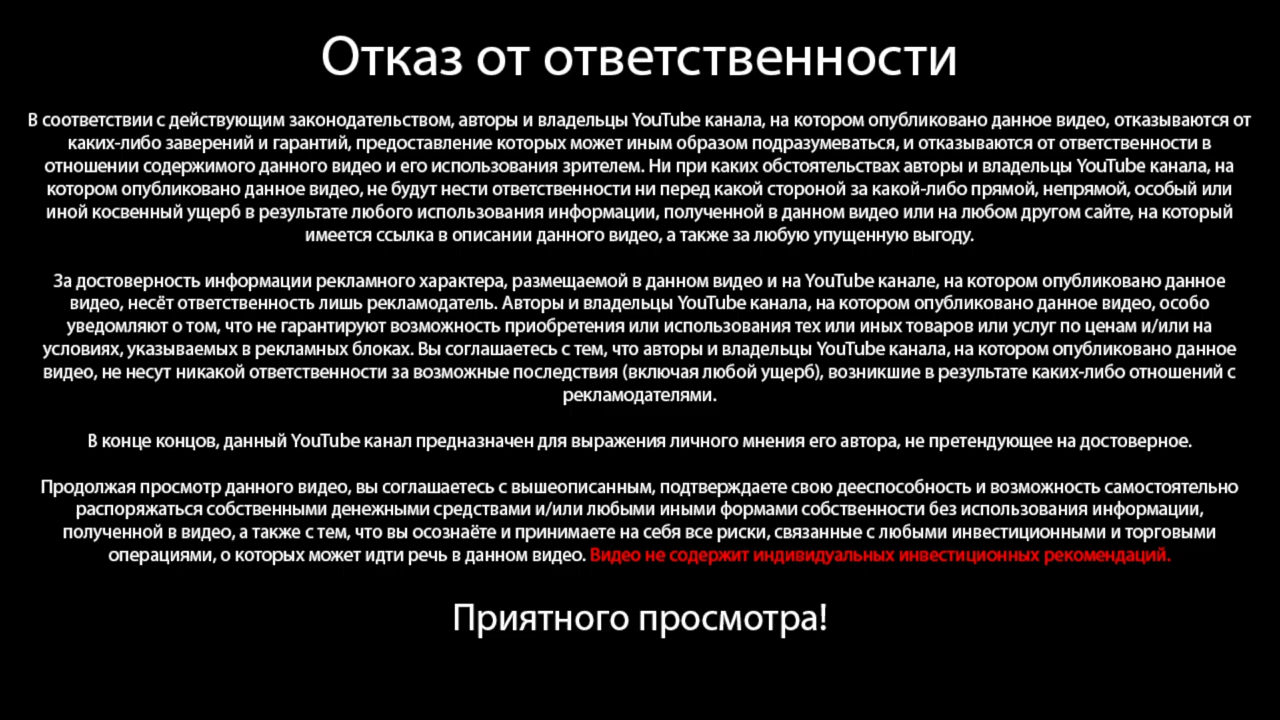 Отказ от ответственности
В соответствии с действующим законодательством, авторы и владельцы YouTube канала, на котором опубликовано данное видео, отказываются от
каких-либо заверений и гарантий, предоставление которых может иным образом подразумеваться, и отказываются от ответственности в
отношении содержимого данного видео и его использования зрителем. Ни при каких обстоятельствах авторы и владельцы YouTube канала, на
котором опубликовано данное видео, не будут нести ответственности ни перед какой стороной за какой-либо прямой, непрямой, особый или
иной косвенный ущерб в результате любого использования информации, полученной в данном видео или на любом другом сайте, на который
имеется ссылка в описании данного видео, а также за любую упущенную выгоду.
За достоверность информации рекламного характера, размещаемой в данном видео и на YouTube канале, на котором опубликовано данное
видео, несёт ответственность лишь рекламодатель. Авторы и владельцы YouTube канала, на котором опубликовано данное видео, особо
уведомляют о том, что не гарантируют возможность приобретения или использования тех или иных товаров или услуг по ценам и/или на
условиях, указываемых в рекламных блоках. Вы соглашаетесь с тем, что авторы и владельцы YouTube канала, на котором опубликовано данное
видео, не несут никакой ответственности за возможные последствия (включая любой ущерб), возникшие в результате каких-либо отношений с
рекламодателями.
В конце концов, данный YouTube канал предназначен для выражения личного мнения его автора, не претендующее на достоверное.
Продолжая просмотр данного видео, вы соглашаетесь с вышеописанным, подтверждаете свою дееспособность и возможность самостоятельно
распоряжаться собственными денежными средствами и/или любыми иными формами собственности без использования информации,
полученной в видео, а также с тем, что вы осознаёте и принимаете на себя все риски, связанные с любыми инвестиционными и торговыми
операциями, о которых может идти речь в данном видео. Видео не содержит индивидуальных инвестиционных рекомендаций.
Приятного просмотра!